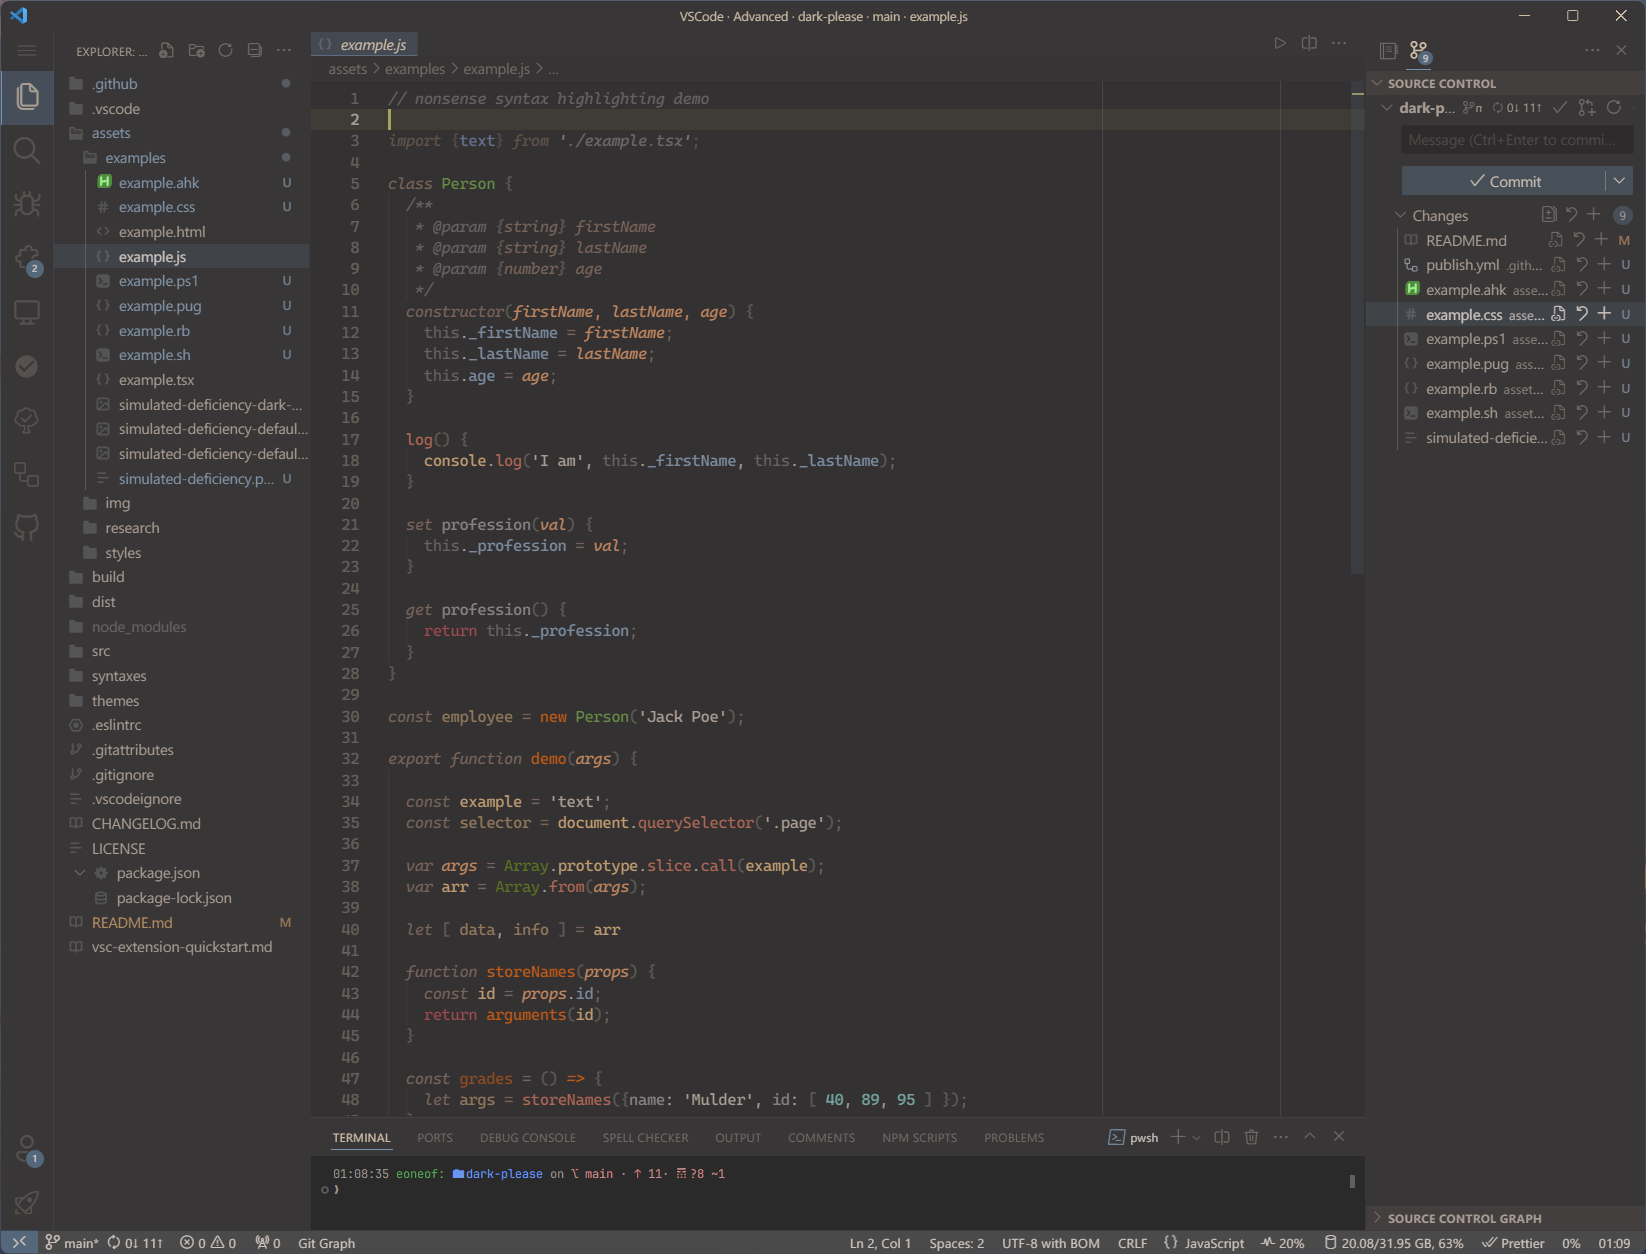 VSCode · Advanced · dark-please · main · example.js
EXPLORER: ...
.github
.vscode
assets
examples
example.ahk U
example.css U
example.html
example.js
example.ps1 U
example.pug U
example.rb U
example.sh U
example.tsx
simulated-deficiency-dark-...
simulated-deficiency-defaul...
simulated-deficiency-defaul...
simulated-deficiency.p... U
img
research
styles
build
dist
node_modules
src
syntaxes
themes
.eslintrc
.gitattributes
.gitignore
.vscodeignore
CHANGELOG.md
LICENSE
package.json
package-lock.json
README.md M
vsc-extension-quickstart.md
2
1
{} example.js
assets > examples > example.js > ...
1 // nonsense syntax highlighting demo
2
3 import {text} from './example.tsx';
4
5 class Person {
6 /**
7 * @param {string} firstName
8 * @param {string} lastName
9 * @param {number} age
10 */
11 constructor(firstName, lastName, age) {
12 this._firstName = firstName;
13 this._lastName = lastName;
14 this.age = age;
15 }
16
17 log() {
18 console.log('I am', this._firstName, this._lastName);
19 }
20
21 set profession(val) {
22 this._profession = val;
23 }
24
25 get profession() {
26 return this._profession;
27 }
28 }
29
30 const employee = new Person('Jack Poe');
31
32 export function demo(args) {
33
34 const example = 'text';
35 const selector = document.querySelector('.page');
36
37 var args = Array.prototype.slice.call(example);
38 var arr = Array.from(args);
39
40 let [ data, info ] = arr
41
42 function storeNames(props) {
43 const id = props.id;
44 return arguments(id);
45 }
46
47 const grades = () => {
48 let args = storeNames({name: 'Mulder', id: [ 40, 89, 95 ] });
TERMINAL PORTS DEBUG CONSOLE SPELL CHECKER OUTPUT COMMENTS NPM SCRIPTS PROBLEMS pwsh
01:08:35 eoneof: dark-please on main · ↑ 11· ?8 ~1
9
SOURCE CONTROL
dark-p... 0↓ 11↑
Message (Ctrl+Enter to commi...
Commit
Changes 9
README.md M
publish.yml .gith... U
example.ahk asse... U
example.css asse... U
example.ps1 asse... U
example.pug ass... U
example.rb asset... U
example.sh asset... U
simulated-deficie... U
SOURCE CONTROL GRAPH
main* 0↓ 11↑ 0 0 0 Git Graph Ln 2, Col 1 Spaces: 2 UTF-8 with BOM CRLF {} JavaScript 20% 20.08/31.95 GB, 63% Prettier 0% 01:09